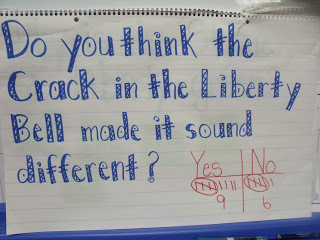 Do you think the
Crack in the Liberty
Bell made it sound
different?
Yes No
9 6